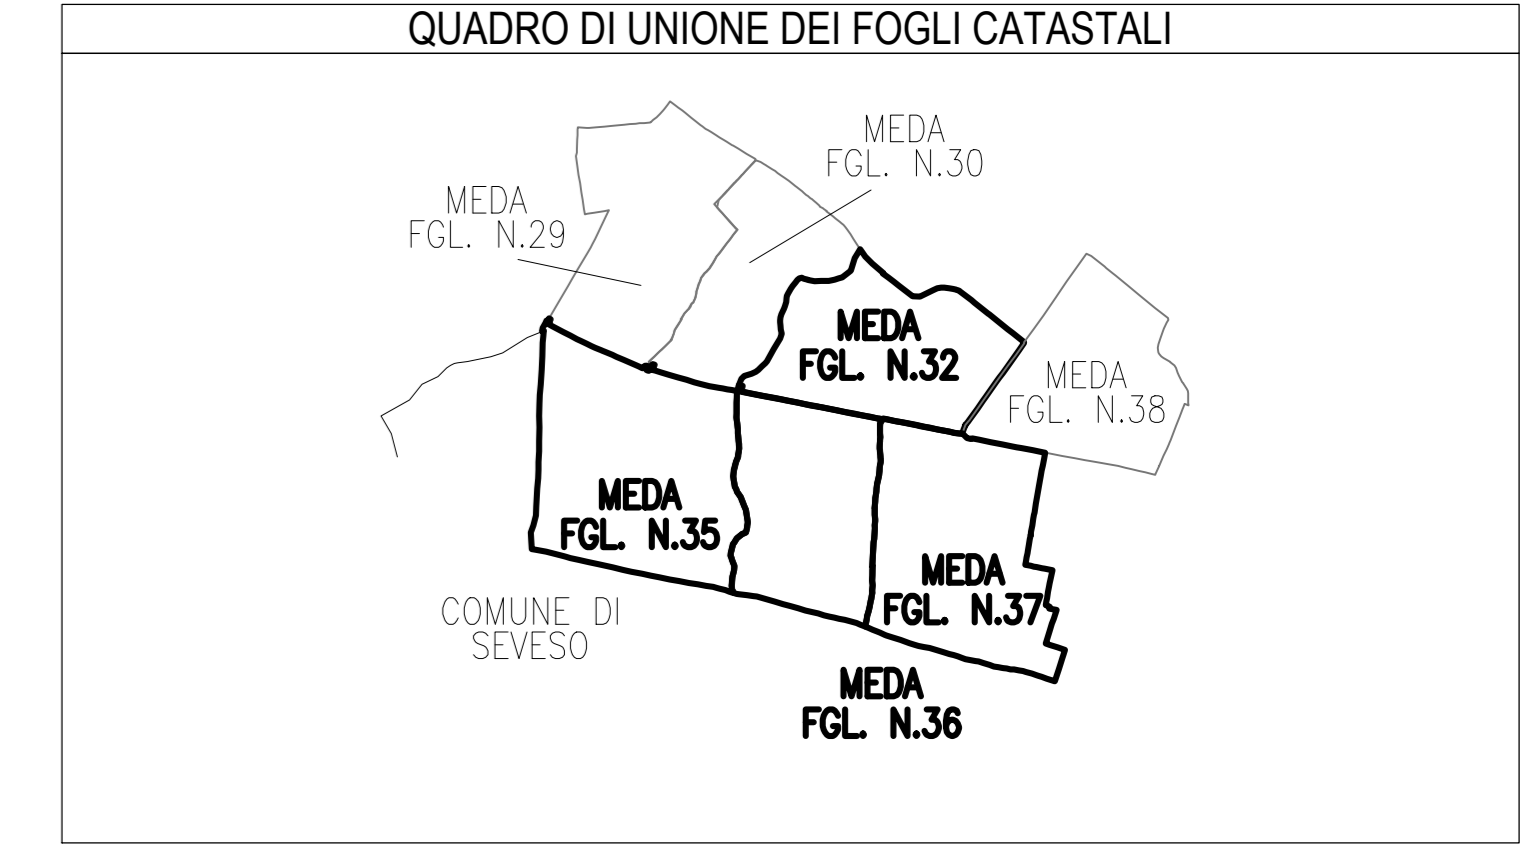 QUADRO DI UNIONE DEI FOGLI CATASTALI
MEDA
FGL. N.30
MEDA
FGL. N.29
MEDA
FGL. N.32
MEDA
FGL. N.38
MEDA
FGL. N.35
MEDA
FGL. N.37
COMUNE DI
SEVESO
MEDA
FGL. N.36